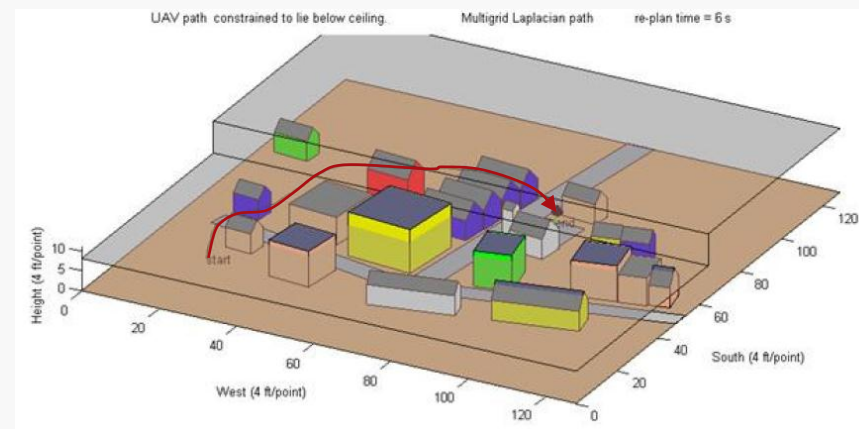 UAV path constrained to lie below ceiling. Multigrid Laplacian path re-plan time = 6 s
start
end
Height (4 ft/point)
10
5
0
0
20
40
60
80
100
120
West (4 ft/point)
0
20
40
60
80
100
120
South (4 ft/point)